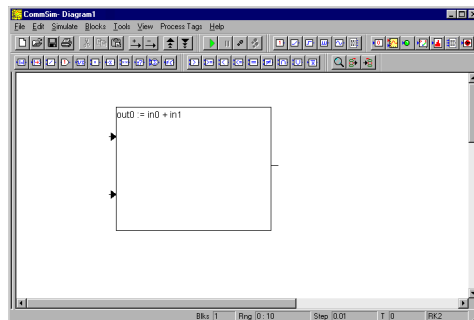 CommSim- Diagram1
File Edit Simulate Blocks Tools View Process Tags Help
out0 := in0 + in1
Blks 1 Rng 0 : 10 Step 0.01 T 0 RK2